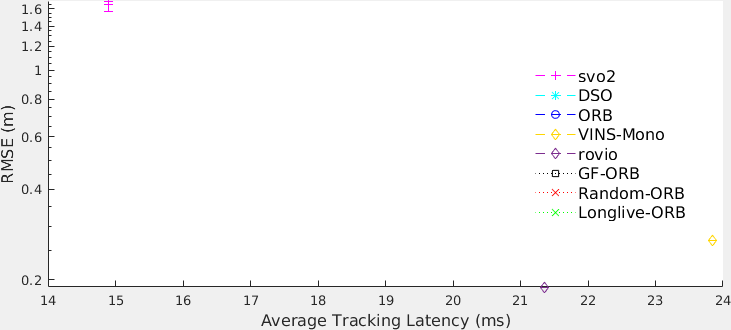 1.6
1.4
1.2
1
0.8
0.6
0.4
0.2
RMSE (m)
svo2
DSO
ORB
VINS-Mono
rovio
GF-ORB
Random-ORB
Longlive-ORB
14 15 16 17 18 19 20 21 22 23 24
Average Tracking Latency (ms)